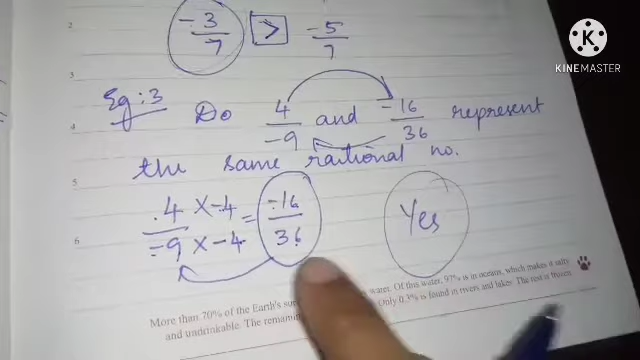 -3/7 > -5/7
KINEMASTER
Eg:3 Do 4/-9 and -16/36 represent
the same rational no.
4 × -4 / -9 × -4 = -16/36
Yes
More than 70% of the Earth's sur water. Of this water, 97% is in oceans, which makes it salty
and undrinkable. The remaining Only 0.3% is found in rivers and lakes. The rest is frozen.
2
3
4
5
6